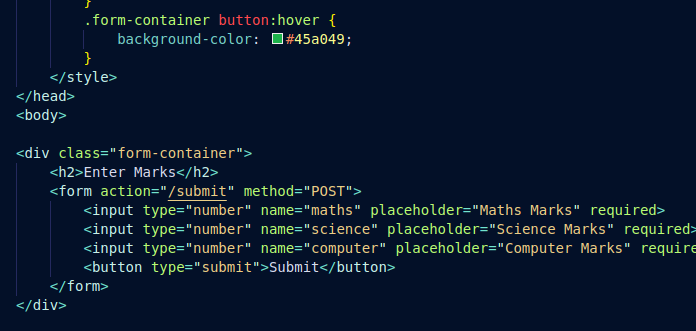 }
.form-container button:hover {
background-color: #45a049;
}
</style>
</head>
<body>
<div class="form-container">
<h2>Enter Marks</h2>
<form action="/submit" method="POST">
<input type="number" name="maths" placeholder="Maths Marks" required>
<input type="number" name="science" placeholder="Science Marks" required>
<input type="number" name="computer" placeholder="Computer Marks" require
<button type="submit">Submit</button>
</form>
</div>